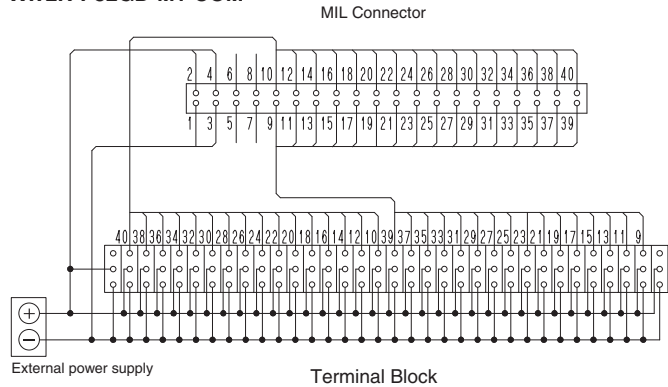 MIL Connector
2 4 6 8 10 12 14 16 18 20 22 24 26 28 30 32 34 36 38 40
1 3 5 7 9 11 13 15 17 19 21 23 25 27 29 31 33 35 37 39
40 38 36 34 32 30 28 26 24 22 20 18 16 14 12 10 39 37 35 33 31 29 27 25 23 21 19 17 15 13 11 9
+
−
External power supply
Terminal Block